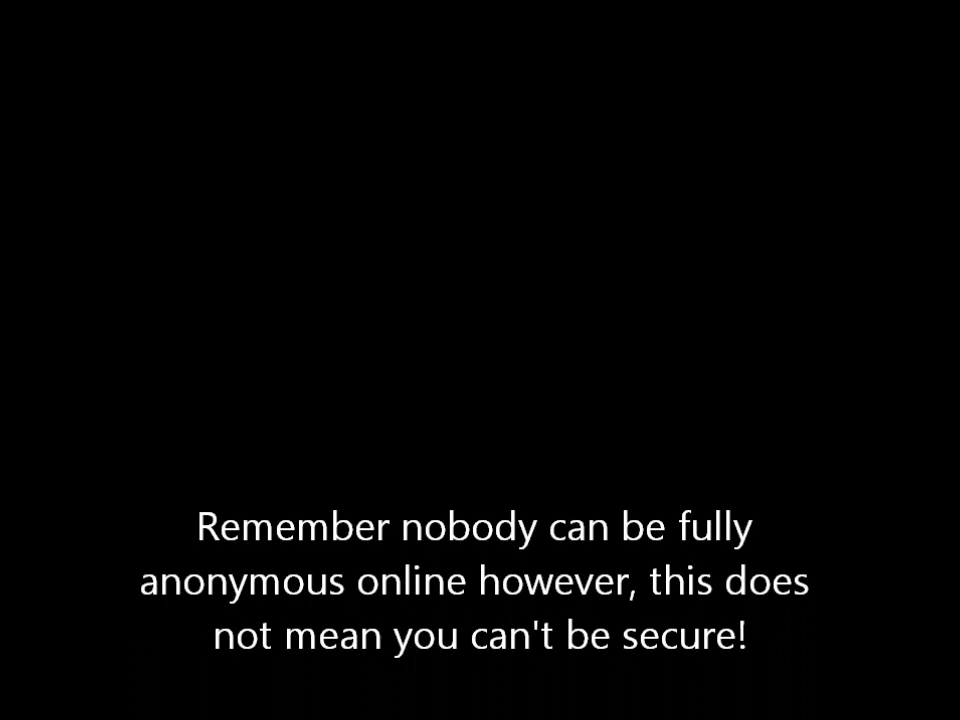 Remember nobody can be fully
anonymous online however, this does
not mean you can't be secure!